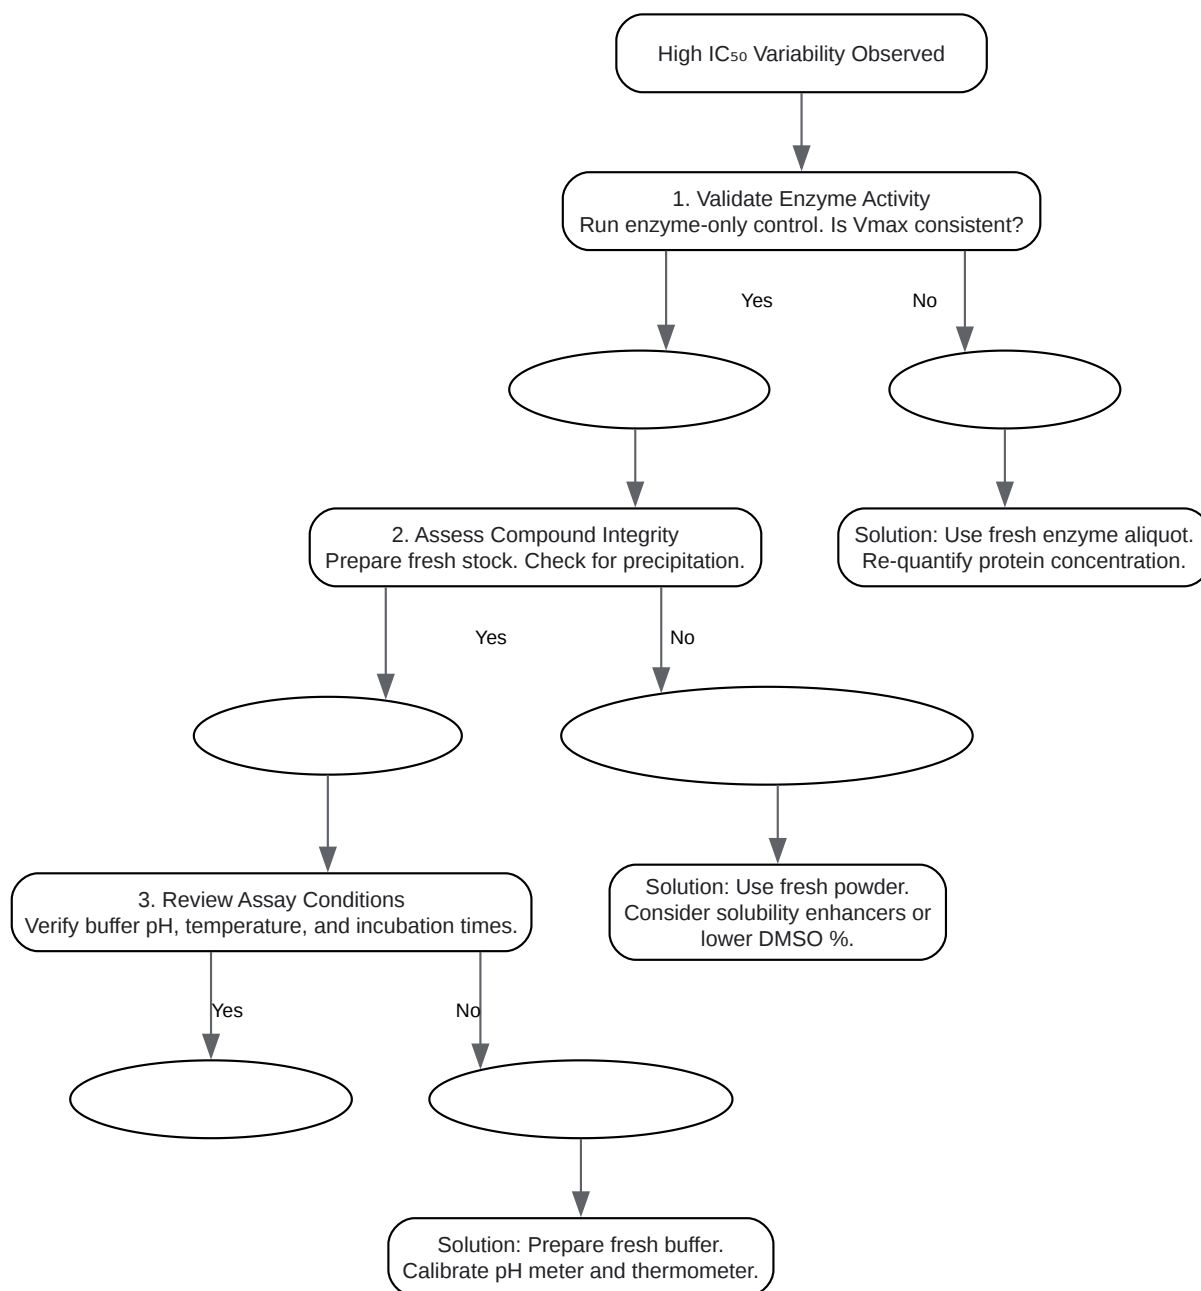 High IC₅₀ Variability Observed
1. Validate Enzyme Activity
Run enzyme-only control. Is Vmax consistent?
Yes
No
2. Assess Compound Integrity
Prepare fresh stock. Check for precipitation.
Solution: Use fresh enzyme aliquot.
Re-quantify protein concentration.
Yes
No
3. Review Assay Conditions
Verify buffer pH, temperature, and incubation times.
Solution: Use fresh powder.
Consider solubility enhancers or
lower DMSO %.
Yes
No
Solution: Prepare fresh buffer.
Calibrate pH meter and thermometer.